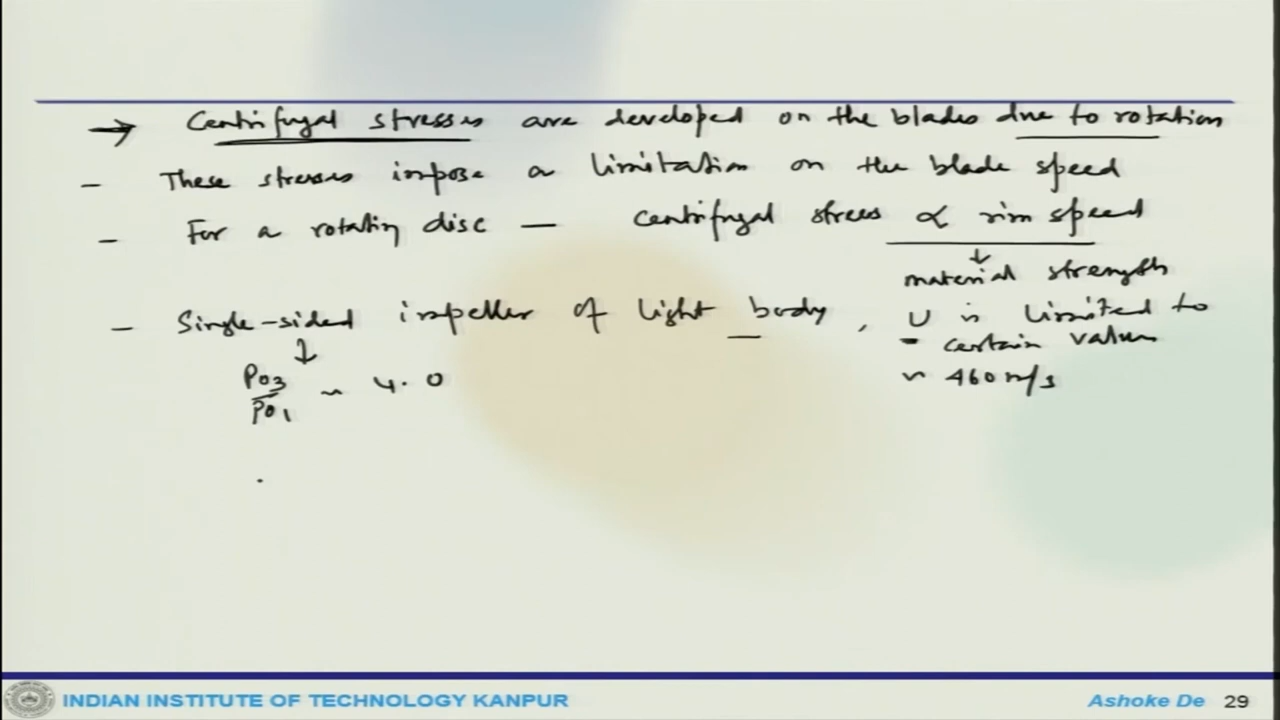 → Centrifugal stresses are developed on the blades due to rotation
- These stresses impose a limitation on the blade speed
- For a rotating disc — centrifugal stress ∝ rim speed
↓
material strength
- Single-sided impeller of light body, U is limited to
- certain value
~ 460 m/s
↓
P03/P01 ~ 4.0
INDIAN INSTITUTE OF TECHNOLOGY KANPUR
Ashoke De 29